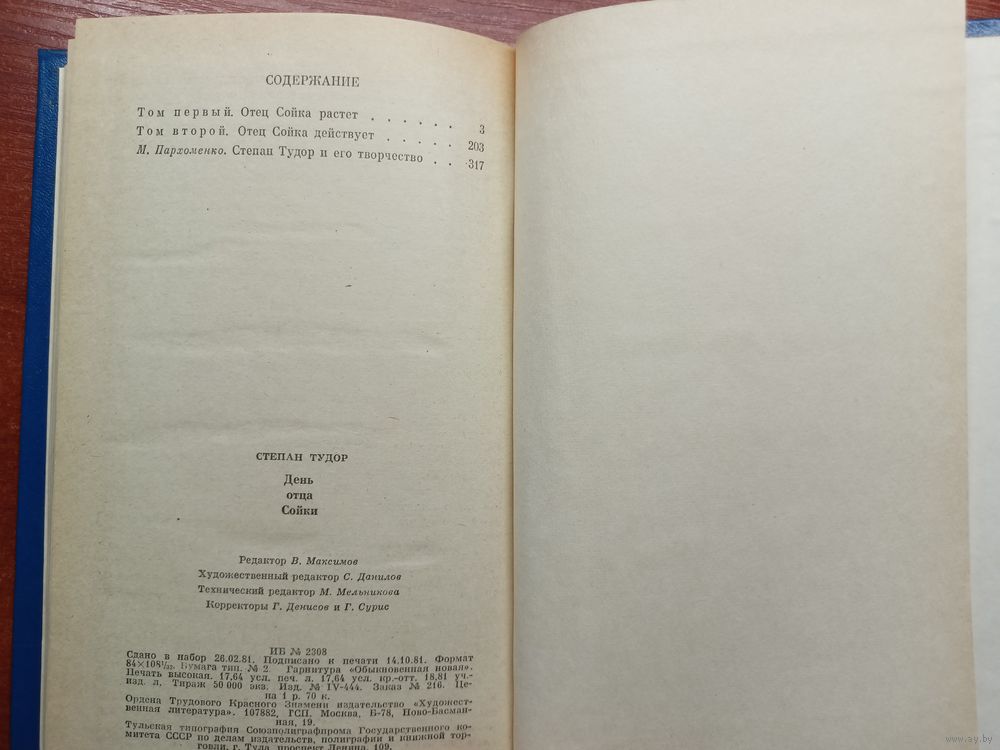 СОДЕРЖАНИЕ
Том первый. Отец Сойка растет . . . . . . 3
Том второй. Отец Сойка действует . . . . . 203
М. Пархоменко. Степан Тудор и его творчество . . 317
СТЕПАН ТУДОР
День
отца
Сойки
Редактор В. Максимов
Художественный редактор С. Данилов
Технический редактор М. Мельникова
Корректоры Г. Денисов и Г. Сурис
ИБ № 2308
Сдано в набор 26.02.81. Подписано к печати 14.10.81. Формат
84×108¹/₃₂. Бумага тип. № 2. Гарнитура «Обыкновенная новая».
Печать высокая. 17,64 усл. печ. л. 17,64 усл. кр.-отт. 18,81 уч.-
изд. л. Тираж 50 000 экз. Изд. № IV-444. Заказ № 216. Це-
на 1 р. 70 к.
Ордена Трудового Красного Знамени издательство «Художест-
венная литература». 107882, ГСП, Москва, Б-78, Ново-Басман-
ная, 19.
Тульская типография Союзполиграфпрома Государственного ко-
митета СССР по делам издательств, полиграфии и книжной тор-
говли, г. Тула, проспект Ленина, 109.
www.ay.by